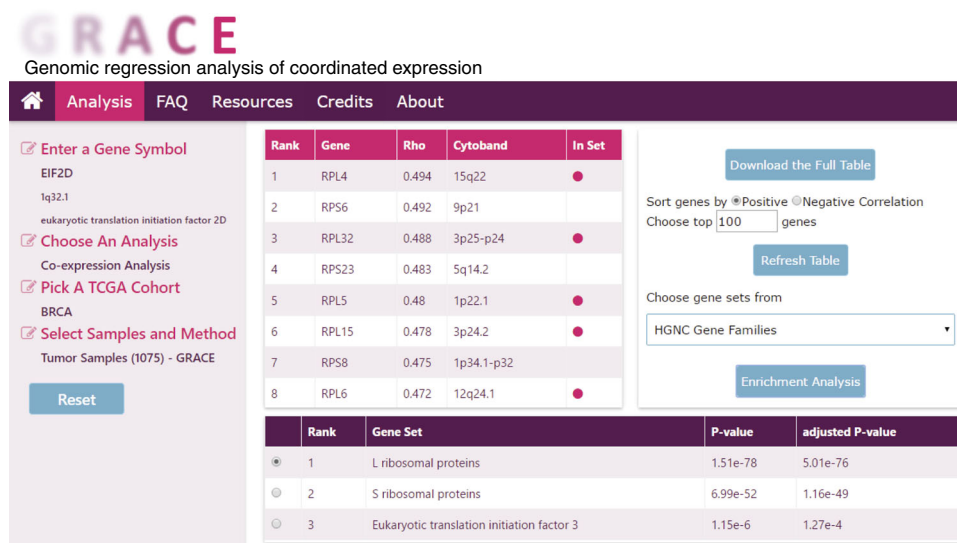 GRACE
Genomic regression analysis of coordinated expression
Analysis FAQ Resources Credits About
Enter a Gene Symbol
EIF2D
1q32.1
eukaryotic translation initiation factor 2D
Choose An Analysis
Co-expression Analysis
Pick A TCGA Cohort
BRCA
Select Samples and Method
Tumor Samples (1075) - GRACE
Reset
Rank Gene Rho Cytoband In Set
1 RPL4 0.494 15q22
2 RPS6 0.492 9p21
3 RPL32 0.488 3p25-p24
4 RPS23 0.483 5q14.2
5 RPL5 0.48 1p22.1
6 RPL15 0.478 3p24.2
7 RPS8 0.475 1p34.1-p32
8 RPL6 0.472 12q24.1
Download the Full Table
Sort genes by Positive Negative Correlation
Choose top 100 genes
Refresh Table
Choose gene sets from
HGNC Gene Families
Enrichment Analysis
Rank Gene Set P-value adjusted P-value
1 L ribosomal proteins 1.51e-78 5.01e-76
2 S ribosomal proteins 6.99e-52 1.16e-49
3 Eukaryotic translation initiation factor 3 1.15e-6 1.27e-4